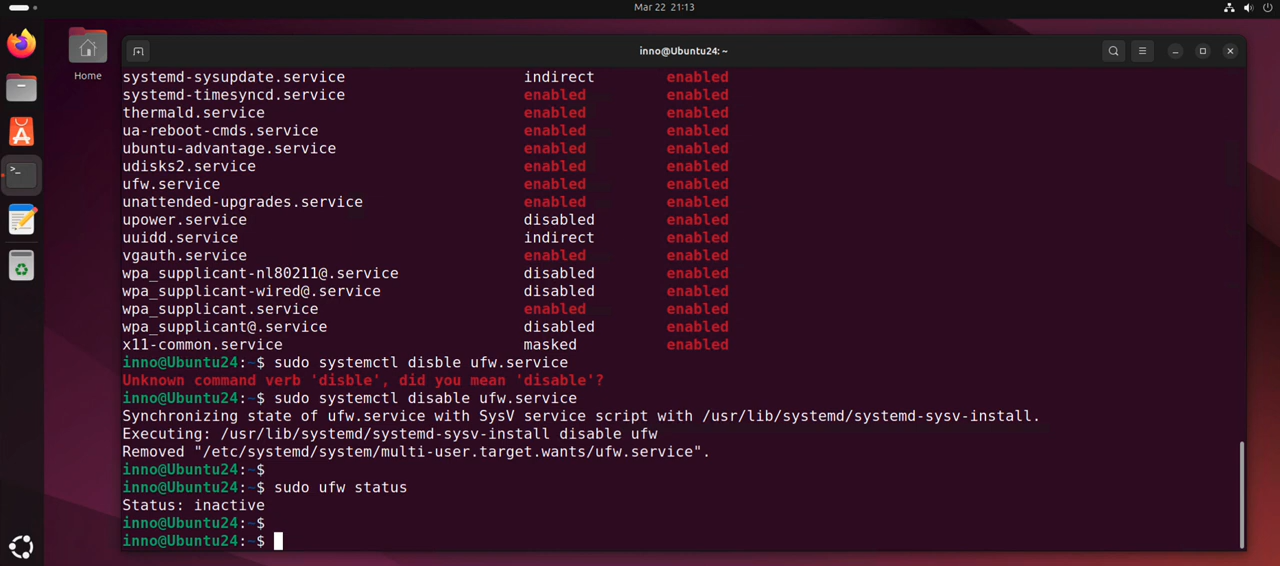 Mar 22 21:13
Home
inno@Ubuntu24: ~
systemd-sysupdate.service indirect enabled
systemd-timesyncd.service enabled enabled
thermald.service enabled enabled
ua-reboot-cmds.service enabled enabled
ubuntu-advantage.service enabled enabled
udisks2.service enabled enabled
ufw.service enabled enabled
unattended-upgrades.service enabled enabled
upower.service disabled enabled
uuidd.service indirect enabled
vgauth.service enabled enabled
wpa_supplicant-nl80211@.service disabled enabled
wpa_supplicant-wired@.service disabled enabled
wpa_supplicant.service enabled enabled
wpa_supplicant@.service disabled enabled
x11-common.service masked enabled
inno@Ubuntu24:~$ sudo systemctl disble ufw.service
Unknown command verb 'disble', did you mean 'disable'?
inno@Ubuntu24:~$ sudo systemctl disable ufw.service
Synchronizing state of ufw.service with SysV service script with /usr/lib/systemd/systemd-sysv-install.
Executing: /usr/lib/systemd/systemd-sysv-install disable ufw
Removed "/etc/systemd/system/multi-user.target.wants/ufw.service".
inno@Ubuntu24:~$
inno@Ubuntu24:~$ sudo ufw status
Status: inactive
inno@Ubuntu24:~$
inno@Ubuntu24:~$